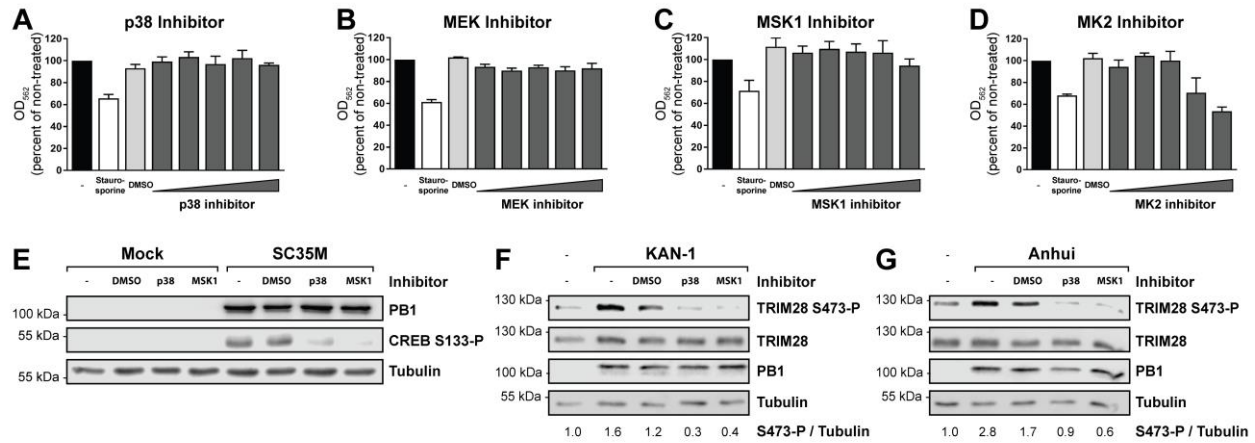 A
p38 Inhibitor
OD562
(percent of non-treated)
120
100
80
60
40
20
0
-
Stauro-
sporine
DMSO
p38 inhibitor
B
MEK Inhibitor
OD562
(percent of non-treated)
120
100
80
60
40
20
0
-
Stauro-
sporine
DMSO
MEK inhibitor
C
MSK1 Inhibitor
OD562
(percent of non-treated)
120
100
80
60
40
20
0
-
Stauro-
sporine
DMSO
MSK1 inhibitor
D
MK2 Inhibitor
OD562
(percent of non-treated)
120
100
80
60
40
20
0
-
Stauro-
sporine
DMSO
MK2 inhibitor
E
Mock SC35M
- DMSO p38 MSK1 - DMSO p38 MSK1 Inhibitor
100 kDa PB1
55 kDa CREB S133-P
55 kDa Tubulin
F
- KAN-1
- DMSO p38 MSK1 Inhibitor
130 kDa TRIM28 S473-P
130 kDa TRIM28
PB1
100 kDa
55 kDa Tubulin
1.0 1.6 1.2 0.3 0.4 S473-P / Tubulin
G
- Anhui
- DMSO p38 MSK1 Inhibitor
130 kDa TRIM28 S473-P
130 kDa TRIM28
PB1
100 kDa
55 kDa Tubulin
1.0 2.8 1.7 0.9 0.6 S473-P / Tubulin